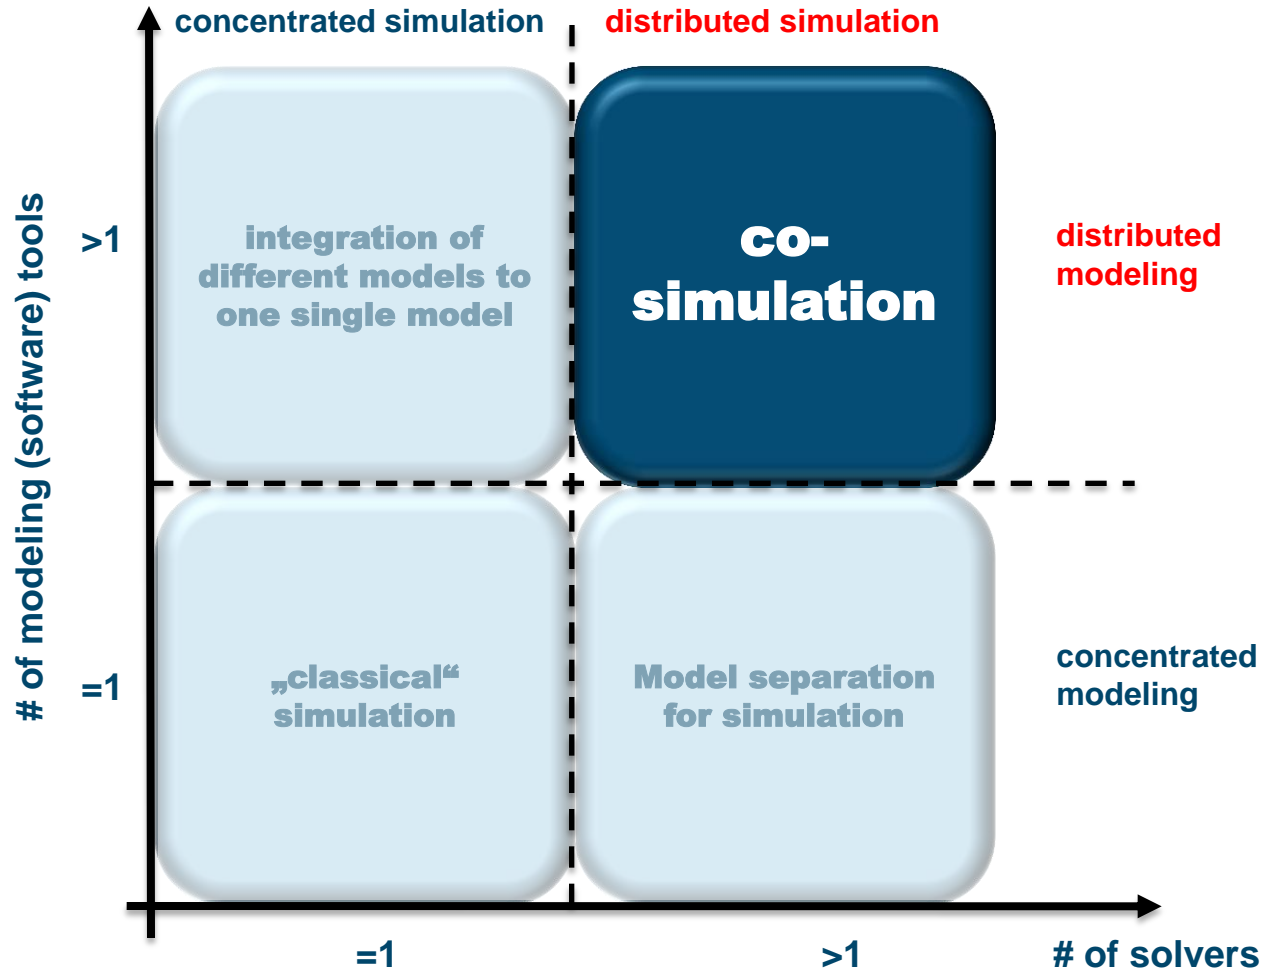 concentrated simulation
distributed simulation
# of modeling (software) tools
>1
integration of
different models to
one single model
co-
simulation
distributed
modeling
=1
„classical“
simulation
Model separation
for simulation
concentrated
modeling
=1
>1
# of solvers